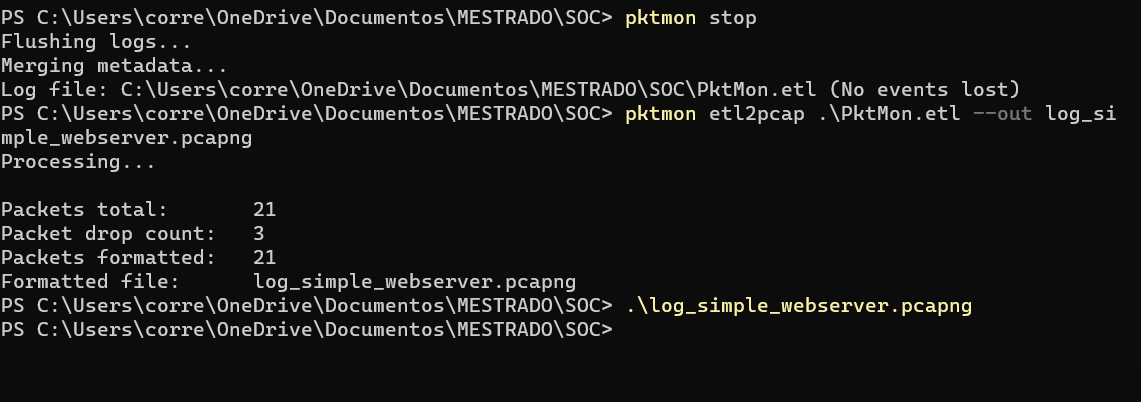 PS C:\Users\corre\OneDrive\Documentos\MESTRADO\SOC> pktmon stop
Flushing logs...
Merging metadata...
Log file: C:\Users\corre\OneDrive\Documentos\MESTRADO\SOC\PktMon.etl (No events lost)
PS C:\Users\corre\OneDrive\Documentos\MESTRADO\SOC> pktmon etl2pcap .\PktMon.etl --out log_si
mple_webserver.pcapng
Processing...
Packets total:       21
Packet drop count:   3
Packets formatted:   21
Formatted file:      log_simple_webserver.pcapng
PS C:\Users\corre\OneDrive\Documentos\MESTRADO\SOC> .\log_simple_webserver.pcapng
PS C:\Users\corre\OneDrive\Documentos\MESTRADO\SOC>